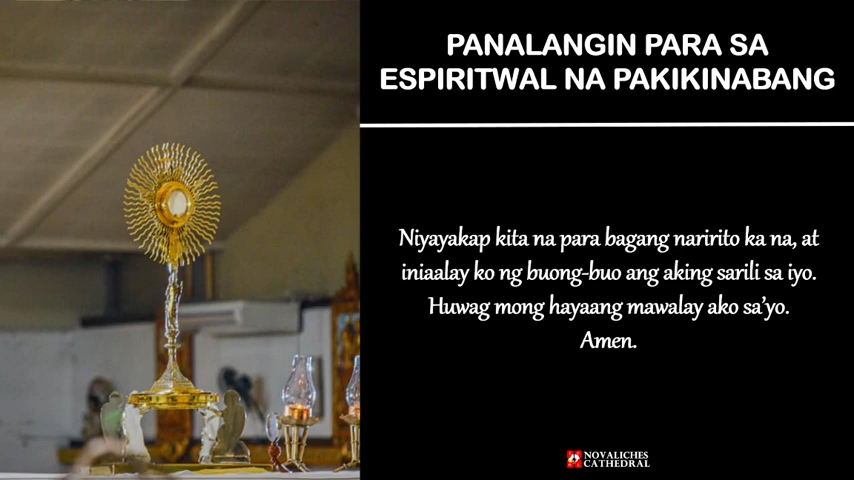 PANALANGIN PARA SA
ESPIRITWAL NA PAKIKINABANG
Niyayakap kita na para bagang naririto ka na, at
iniaalay ko ng buong-buo ang aking sarili sa iyo.
Huwag mong hayaang mawalay ako sa'yo.
Amen.
NOVALICHES
CATHEDRAL